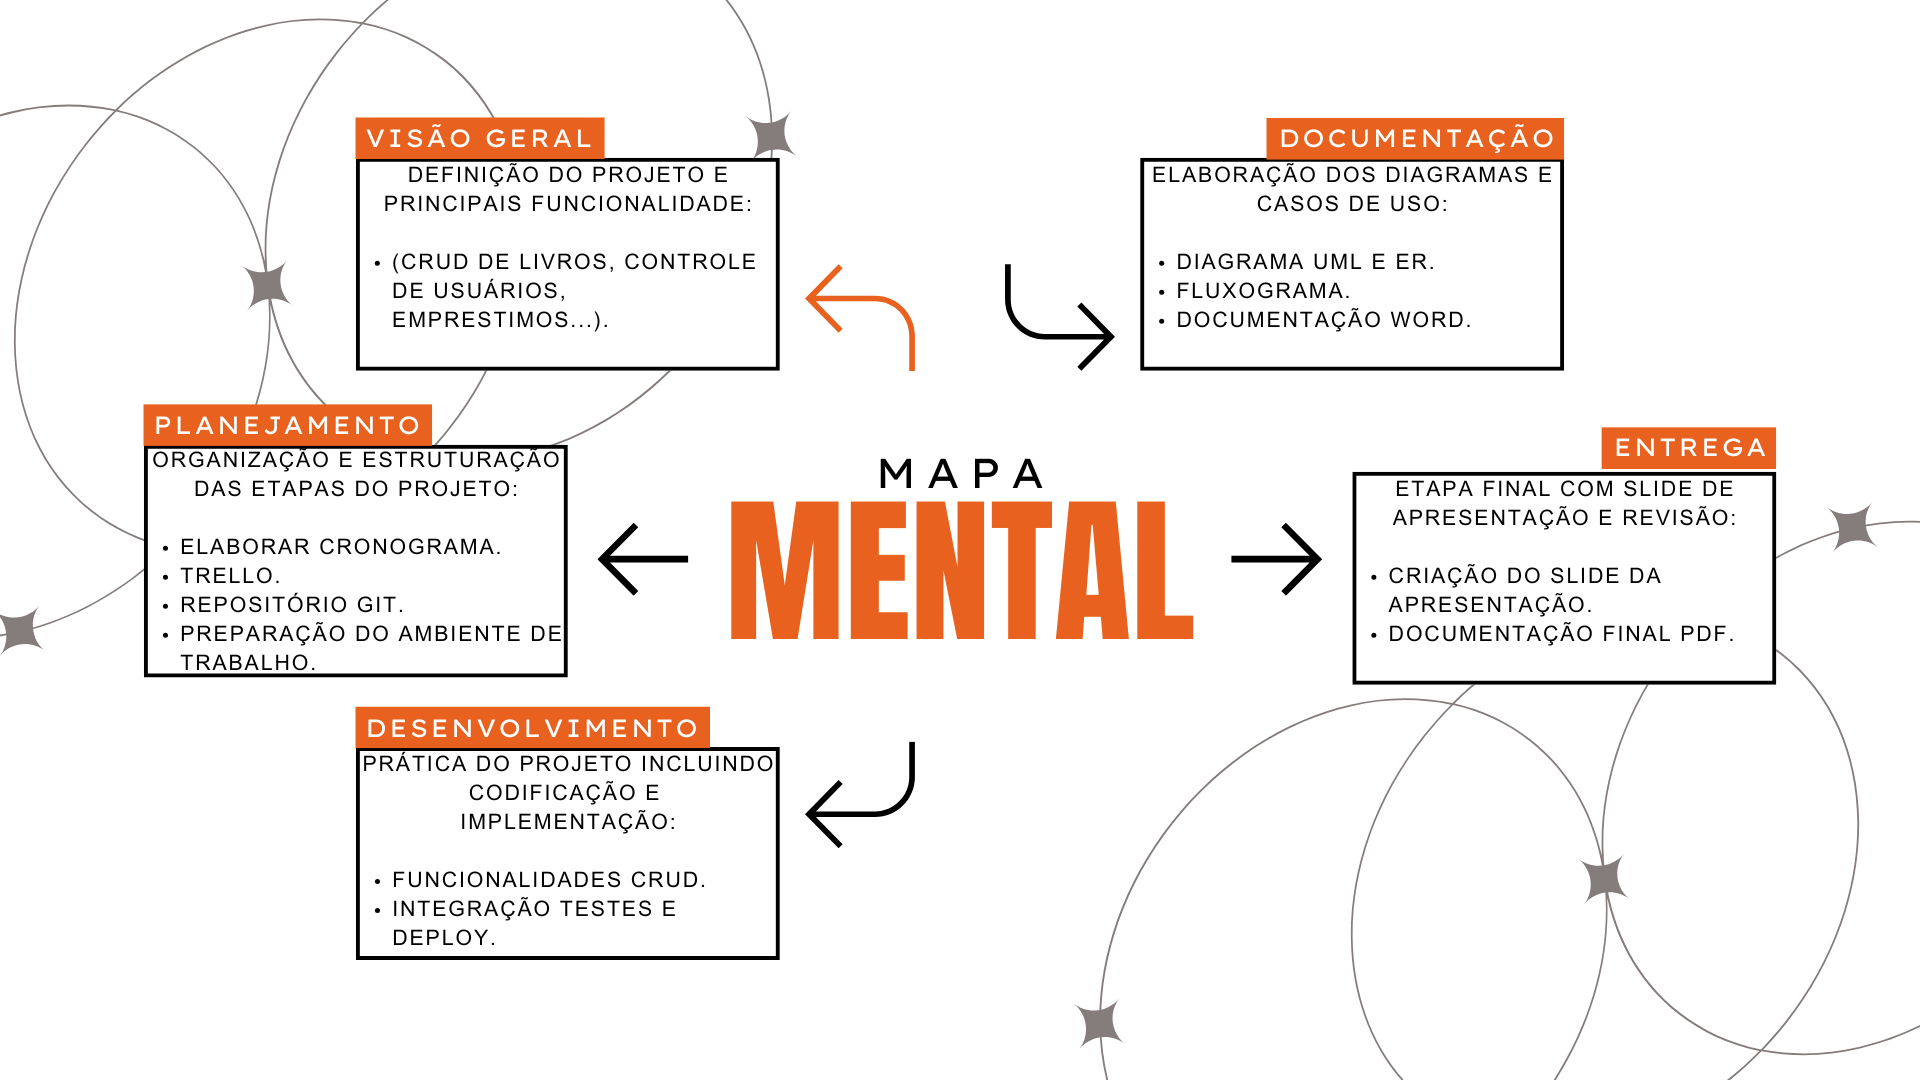 VISÃO GERAL
DEFINIÇÃO DO PROJETO E
PRINCIPAIS FUNCIONALIDADE:
• (CRUD DE LIVROS, CONTROLE
DE USUÁRIOS,
EMPRESTIMOS...).
DOCUMENTAÇÃO
ELABORAÇÃO DOS DIAGRAMAS E
CASOS DE USO:
• DIAGRAMA UML E ER.
• FLUXOGRAMA.
• DOCUMENTAÇÃO WORD.
PLANEJAMENTO
ORGANIZAÇÃO E ESTRUTURAÇÃO
DAS ETAPAS DO PROJETO:
• ELABORAR CRONOGRAMA.
• TRELLO.
• REPOSITÓRIO GIT.
• PREPARAÇÃO DO AMBIENTE DE
TRABALHO.
MAPA
MENTAL
ENTREGA
ETAPA FINAL COM SLIDE DE
APRESENTAÇÃO E REVISÃO:
• CRIAÇÃO DO SLIDE DA
APRESENTAÇÃO.
• DOCUMENTAÇÃO FINAL PDF.
DESENVOLVIMENTO
PRÁTICA DO PROJETO INCLUINDO
CODIFICAÇÃO E
IMPLEMENTAÇÃO:
• FUNCIONALIDADES CRUD.
• INTEGRAÇÃO TESTES E
DEPLOY.